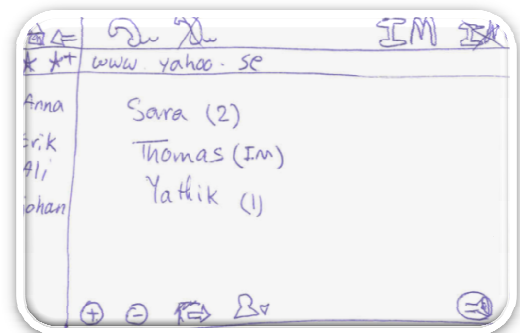 IM
www.yahoo.se
Anna
Erik
Ali
Johan
Sara (2)
Thomas (IM)
Yathik (1)